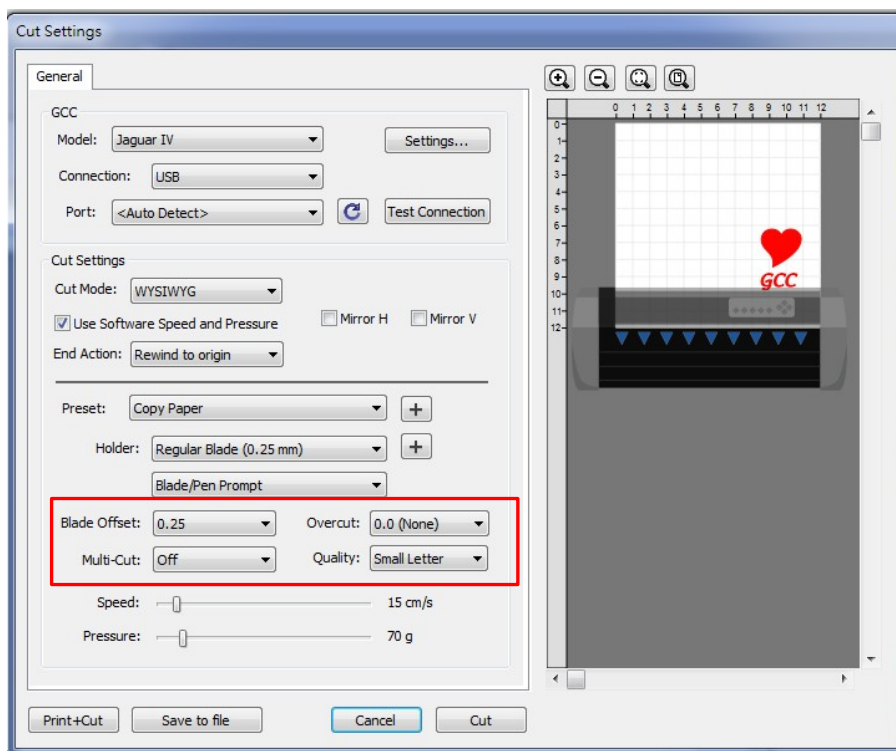 Cut Settings
General
GCC
Model: Jaguar IV Settings...
Connection: USB
Port: <Auto Detect> Test Connection
Cut Settings
Cut Mode: WYSIWYG
Use Software Speed and Pressure Mirror H Mirror V
End Action: Rewind to origin
Preset: Copy Paper +
Holder: Regular Blade (0.25 mm) +
Blade/Pen Prompt
Blade Offset: 0.25 Overcut: 0.0 (None)
Multi-Cut: Off Quality: Small Letter
Speed: 15 cm/s
Pressure: 70 g
Print+Cut Save to file Cancel Cut
0 1 2 3 4 5 6 7 8 9 10 11 12
0
1
2
3
4
5
6
7
8
9
10
11
12
GCC